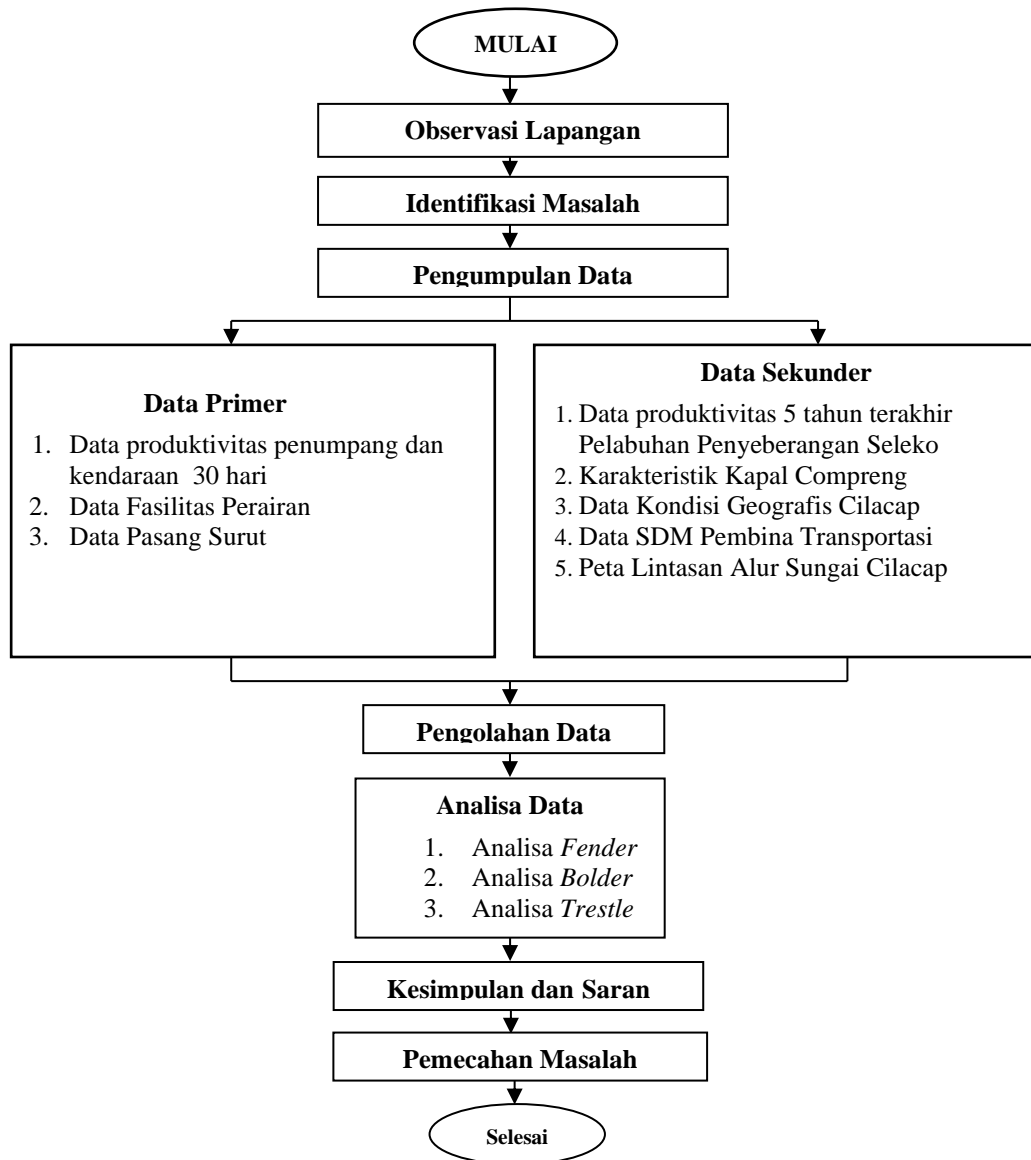 MULAI
Observasi Lapangan
Identifikasi Masalah
Pengumpulan Data
Data Primer
1. Data produktivitas penumpang dan
kendaraan 30 hari
2. Data Fasilitas Perairan
3. Data Pasang Surut
Data Sekunder
1. Data produktivitas 5 tahun terakhir
Pelabuhan Penyeberangan Seleko
2. Karakteristik Kapal Compreng
3. Data Kondisi Geografis Cilacap
4. Data SDM Pembina Transportasi
5. Peta Lintasan Alur Sungai Cilacap
Pengolahan Data
Analisa Data
1. Analisa Fender
2. Analisa Bolder
3. Analisa Trestle
Kesimpulan dan Saran
Pemecahan Masalah
Selesai